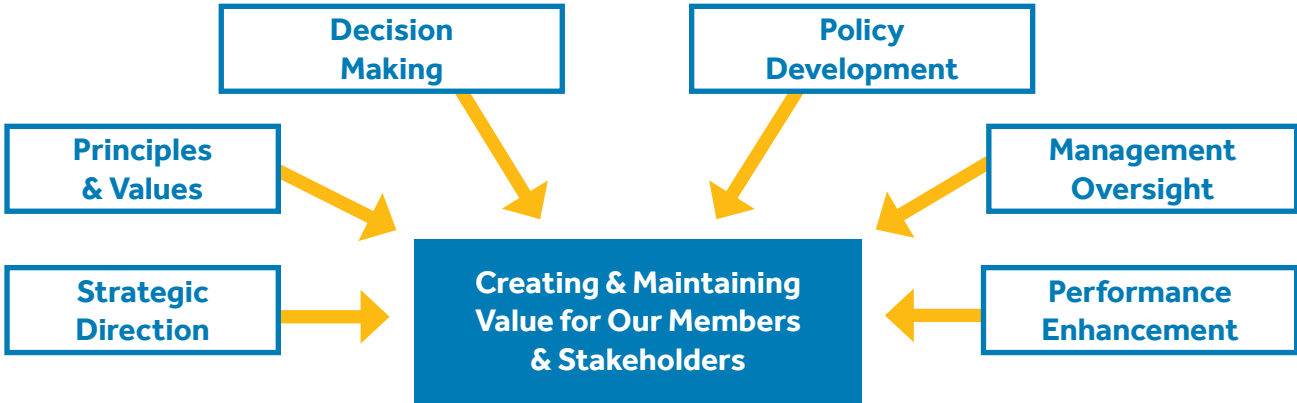 Decision
Making
Policy
Development
Principles
& Values
Management
Oversight
Strategic
Direction
Creating & Maintaining
Value for Our Members
& Stakeholders
Performance
Enhancement